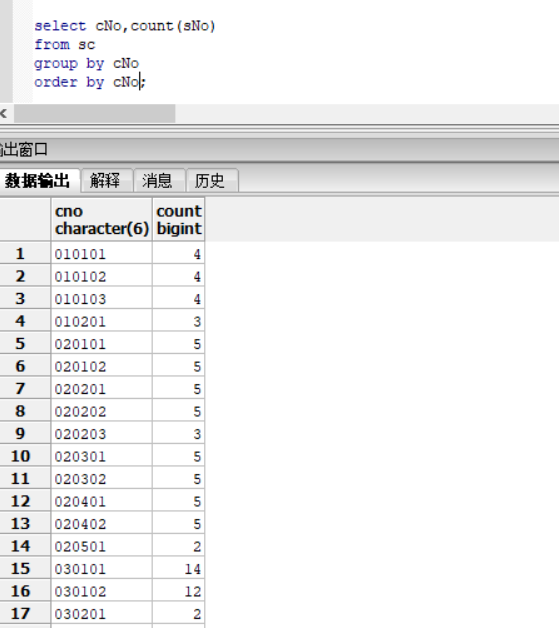 select cNo,count(sNo)
from sc
group by cNo
order by cNo;
出窗口
数据输出 解释 消息 历史
cno count
character(6) bigint
1 010101 4
2 010102 4
3 010103 4
4 010201 3
5 020101 5
6 020102 5
7 020201 5
8 020202 5
9 020203 3
10 020301 5
11 020302 5
12 020401 5
13 020402 5
14 020501 2
15 030101 14
16 030102 12
17 030201 2